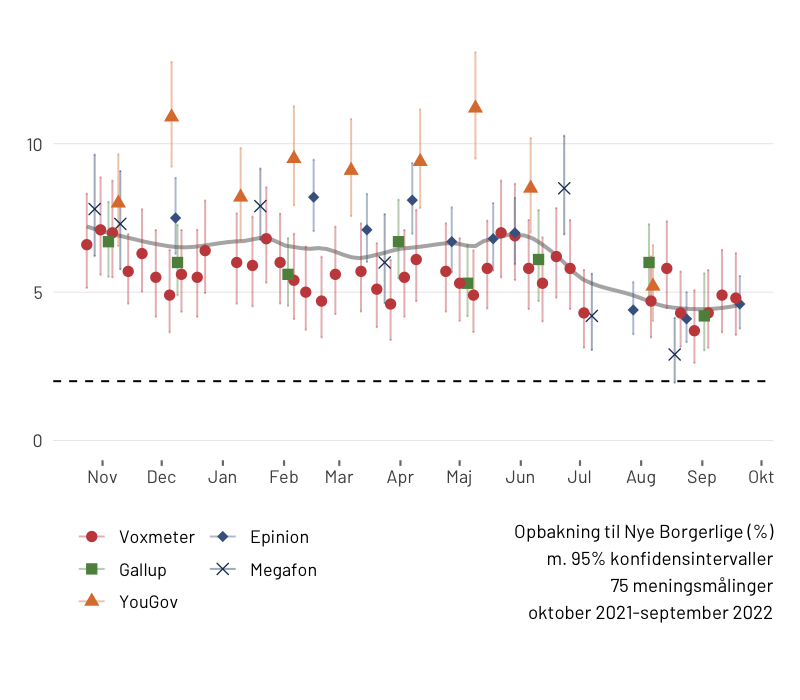 10
5
0
Nov Dec Jan Feb Mar Apr Maj Jun Jul Aug Sep Okt
Voxmeter
Gallup
YouGov
Epinion
Megafon
Opbakning til Nye Borgerlige (%)
m. 95% konfidensintervaller
75 meningsmålinger
oktober 2021-september 2022